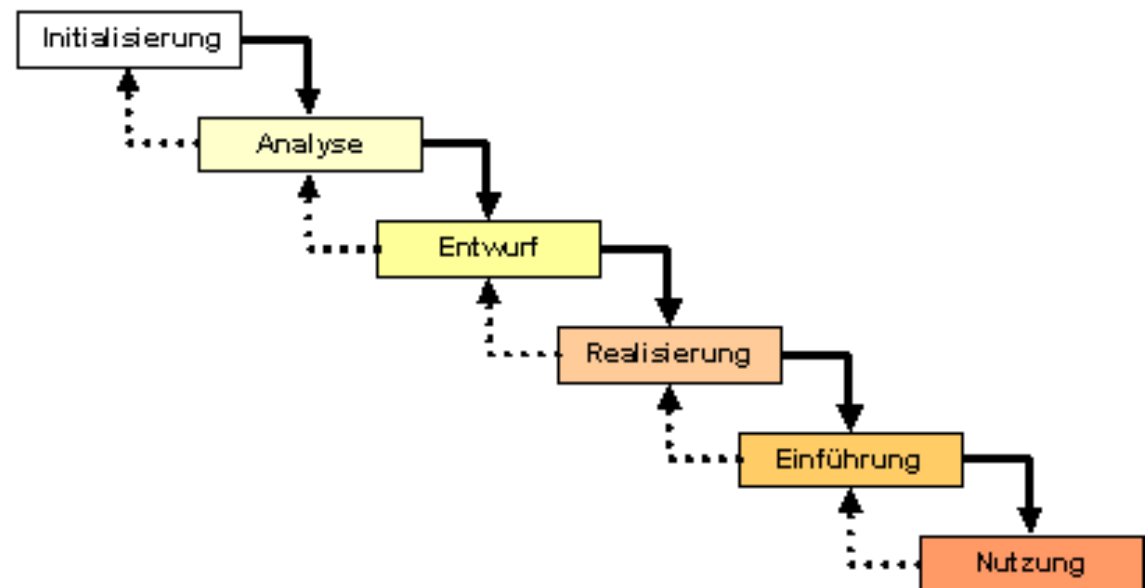 Initialisierung
Analyse
Entwurf
Realisierung
Einführung
Nutzung